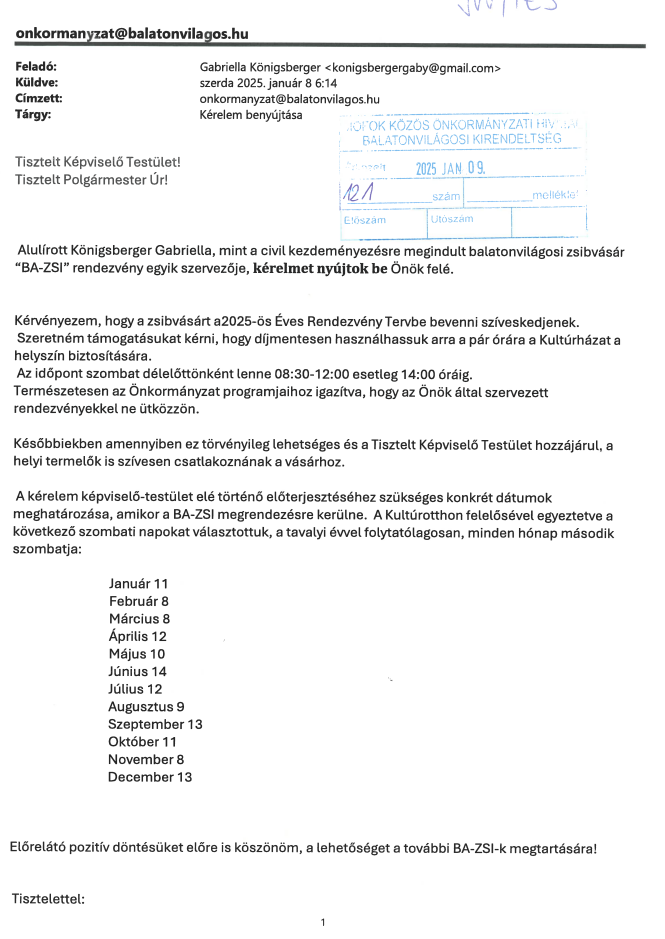 onkormanyzat@balatonvilagos.hu
Feladó: Gabriella Königsberger <konigsbergergaby@gmail.com>
Küldve: szerda 2025. január 8 6:14
Címzett: onkormanyzat@balatonvilagos.hu
Tárgy: Kérelem benyújtása
KÖZÖS ÖNKORMÁNYZATI
BALATONVILÁGOSI KIRENDELTSÉG
2025 JAN 09.
121 szám mellékle
Előszám Utószám
Tisztelt Képviselő Testület!
Tisztelt Polgármester Úr!
Alulírott Königsberger Gabriella, mint a civil kezdeményezésre megindult balatonvilágosi zsibvásár
"BA-ZSI" rendezvény egyik szervezője, kérelmet nyújtok be Önök felé.
Kérvényezem, hogy a zsibvásárt a2025-ös Éves Rendezvény Tervbe bevenni szíveskedjenek.
Szeretném támogatásukat kérni, hogy díjmentesen használhassuk arra a pár órára a Kultúrházat a
helyszín biztosítására.
Az időpont szombat délelőttönként lenne 08:30-12:00 esetleg 14:00 óráig.
Természetesen az Önkormányzat programjaihoz igazítva, hogy az Önök által szervezett
rendezvényekkel ne ütközzön.
Későbbiekben amennyiben ez törvényileg lehetséges és a Tisztelt Képviselő Testület hozzájárul, a
helyi termelők is szívesen csatlakoznának a vásárhoz.
A kérelem képviselő-testület elé történő előterjesztéséhez szükséges konkrét dátumok
meghatározása, amikor a BA-ZSI megrendezésre kerülne. A Kultúrotthon felelősével egyeztetve a
következő szombati napokat választottuk, a tavalyi évvel folytatólagosan, minden hónap második
szombatja:
Január 11
Február 8
Március 8
Április 12
Május 10
Június 14
Július 12
Augusztus 9
Szeptember 13
Október 11
November 8
December 13
Előrelátó pozitív döntésüket előre is köszönöm, a lehetőséget a további BA-ZSI-k megtartására!
Tisztelettel:
1